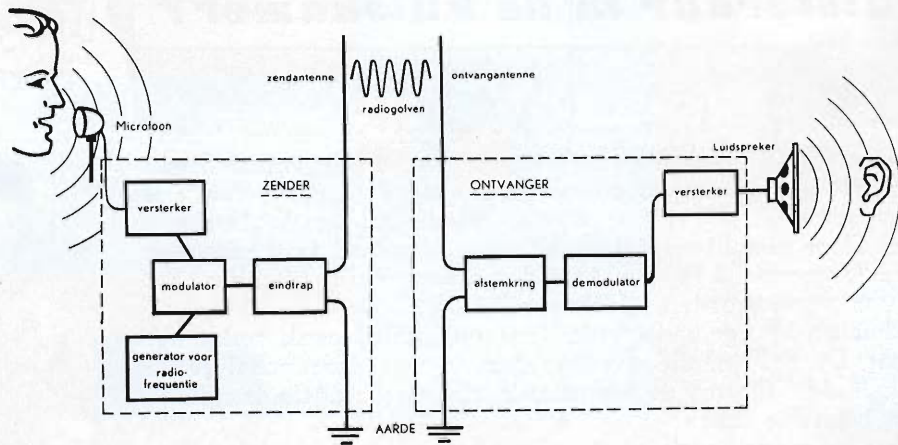 zendantenne
ontvangantenne
radiogolven
Microfoon
Luidspreker
ZENDER
ONTVANGER
versterker
versterker
modulator
eindtrap
afstemkring
demodulator
generator voor
radio-
frequentie
AARDE